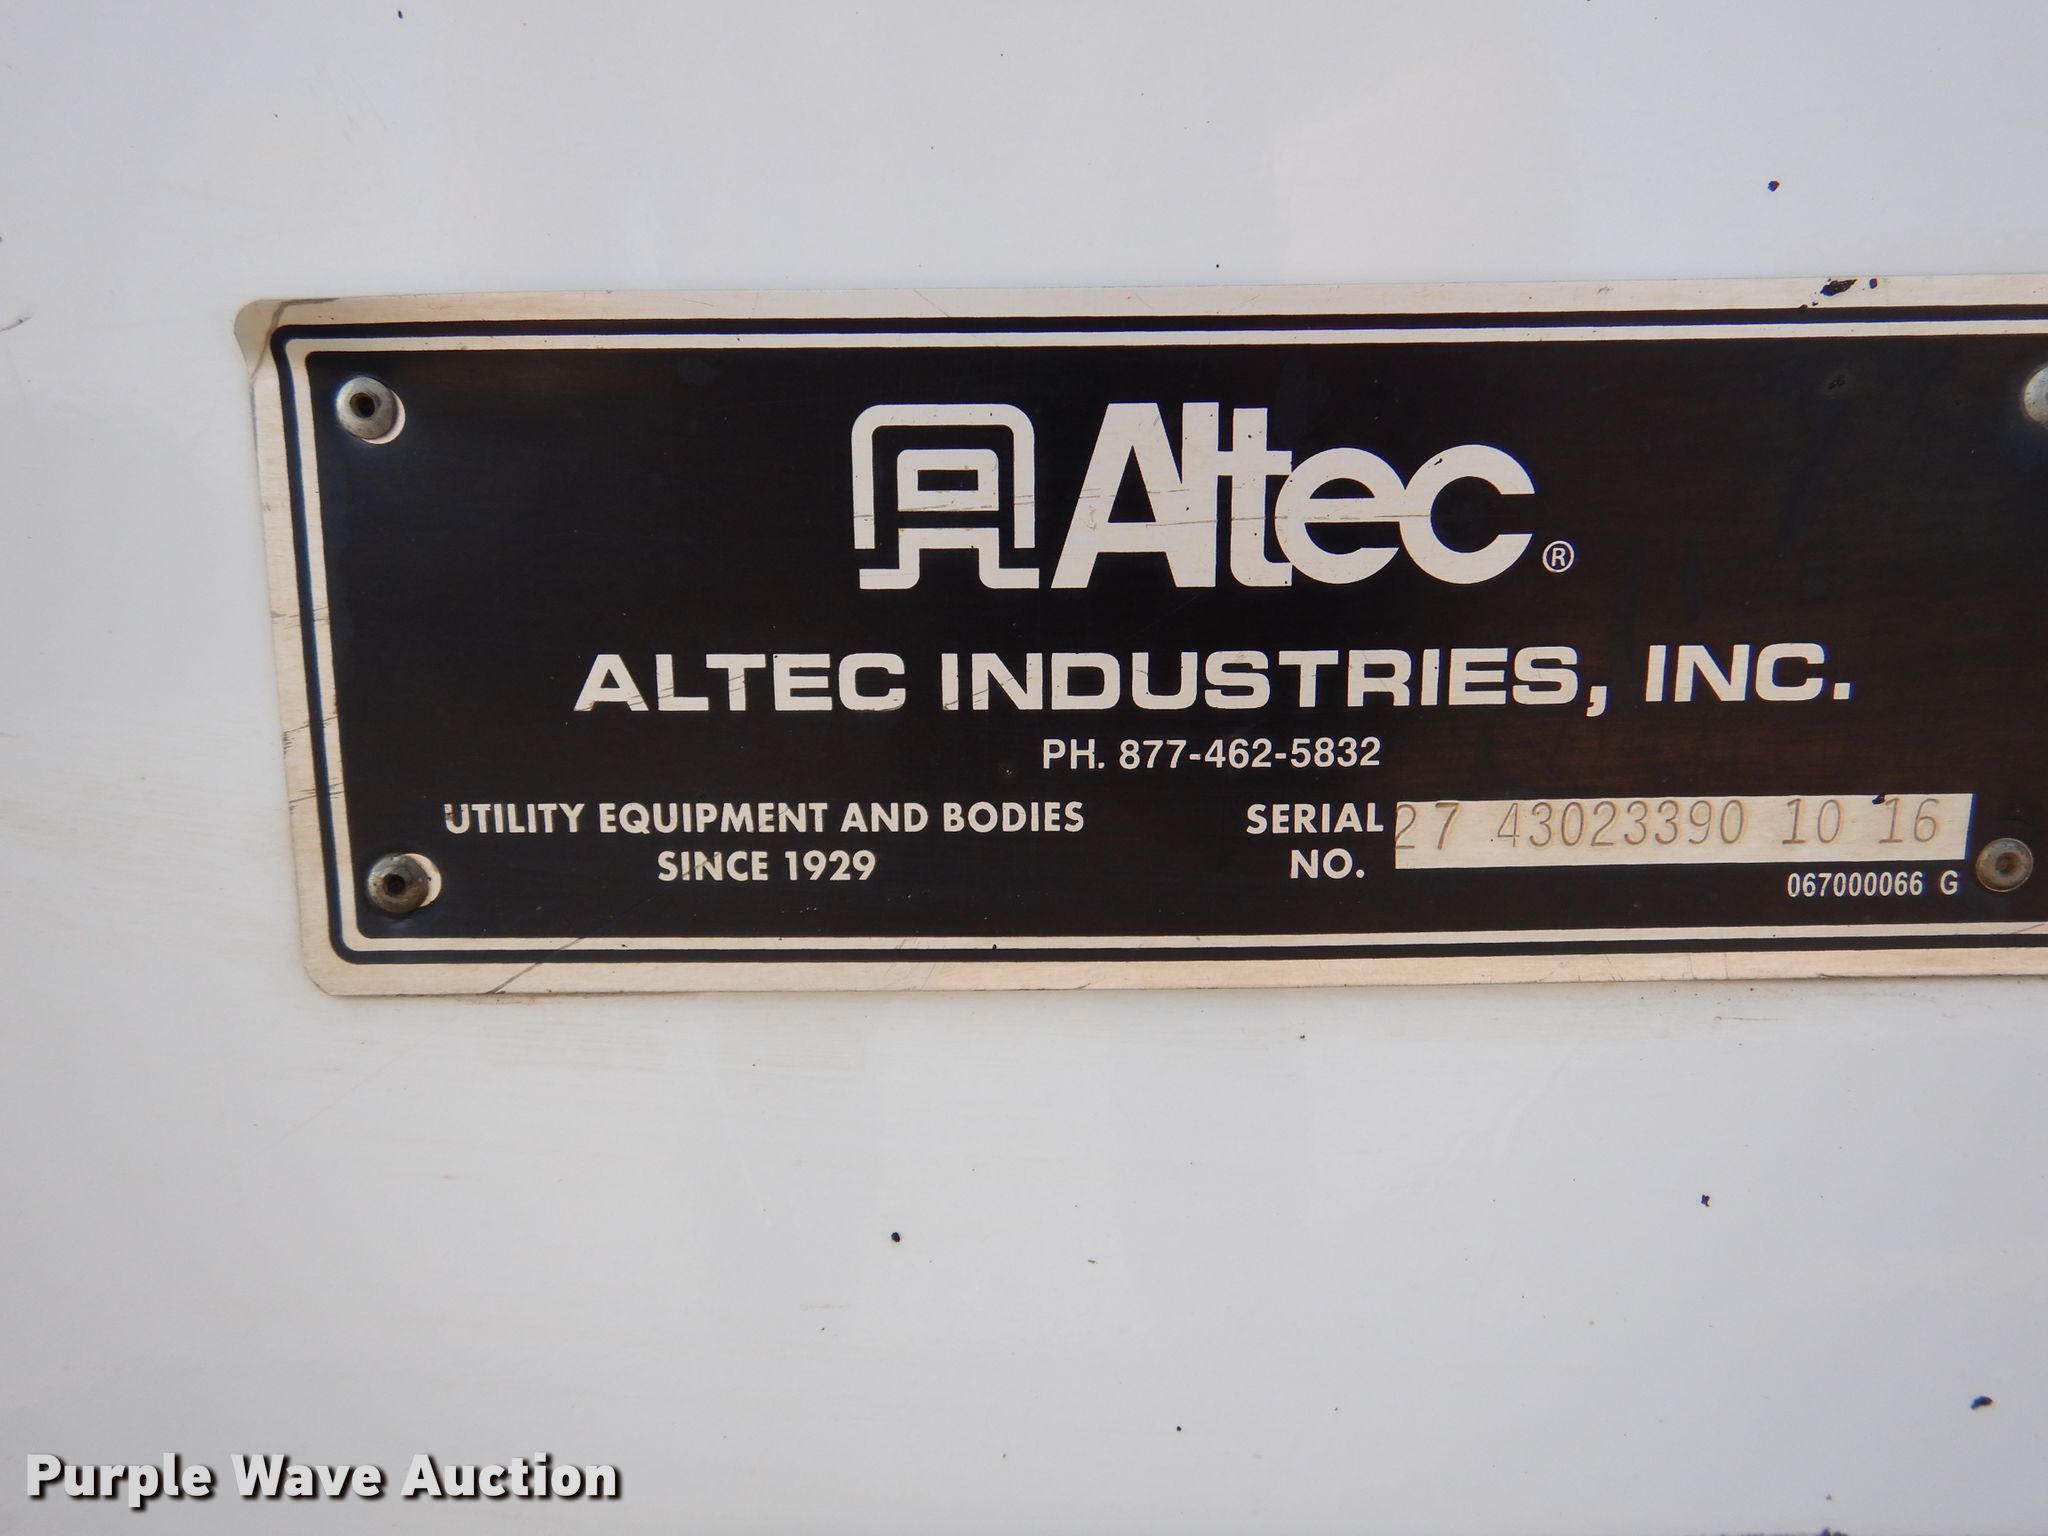 Altec®
ALTEC INDUSTRIES, INC.
PH. 877-462-5832
UTILITY EQUIPMENT AND BODIES
SINCE 1929
SERIAL NO. 27 43023390 10 16
067000066 G
Purple Wave Auction